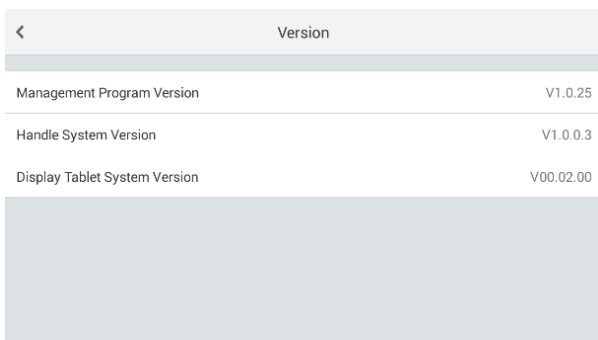 Version
Management Program Version V1.0.25
Handle System Version V1.0.0.3
Display Tablet System Version V00.02.00